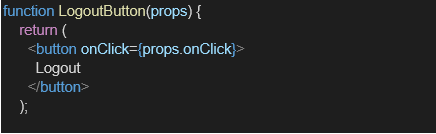 function LogoutButton(props) {
    return (
      <button onClick={props.onClick}>
        Logout
      </button>
    );